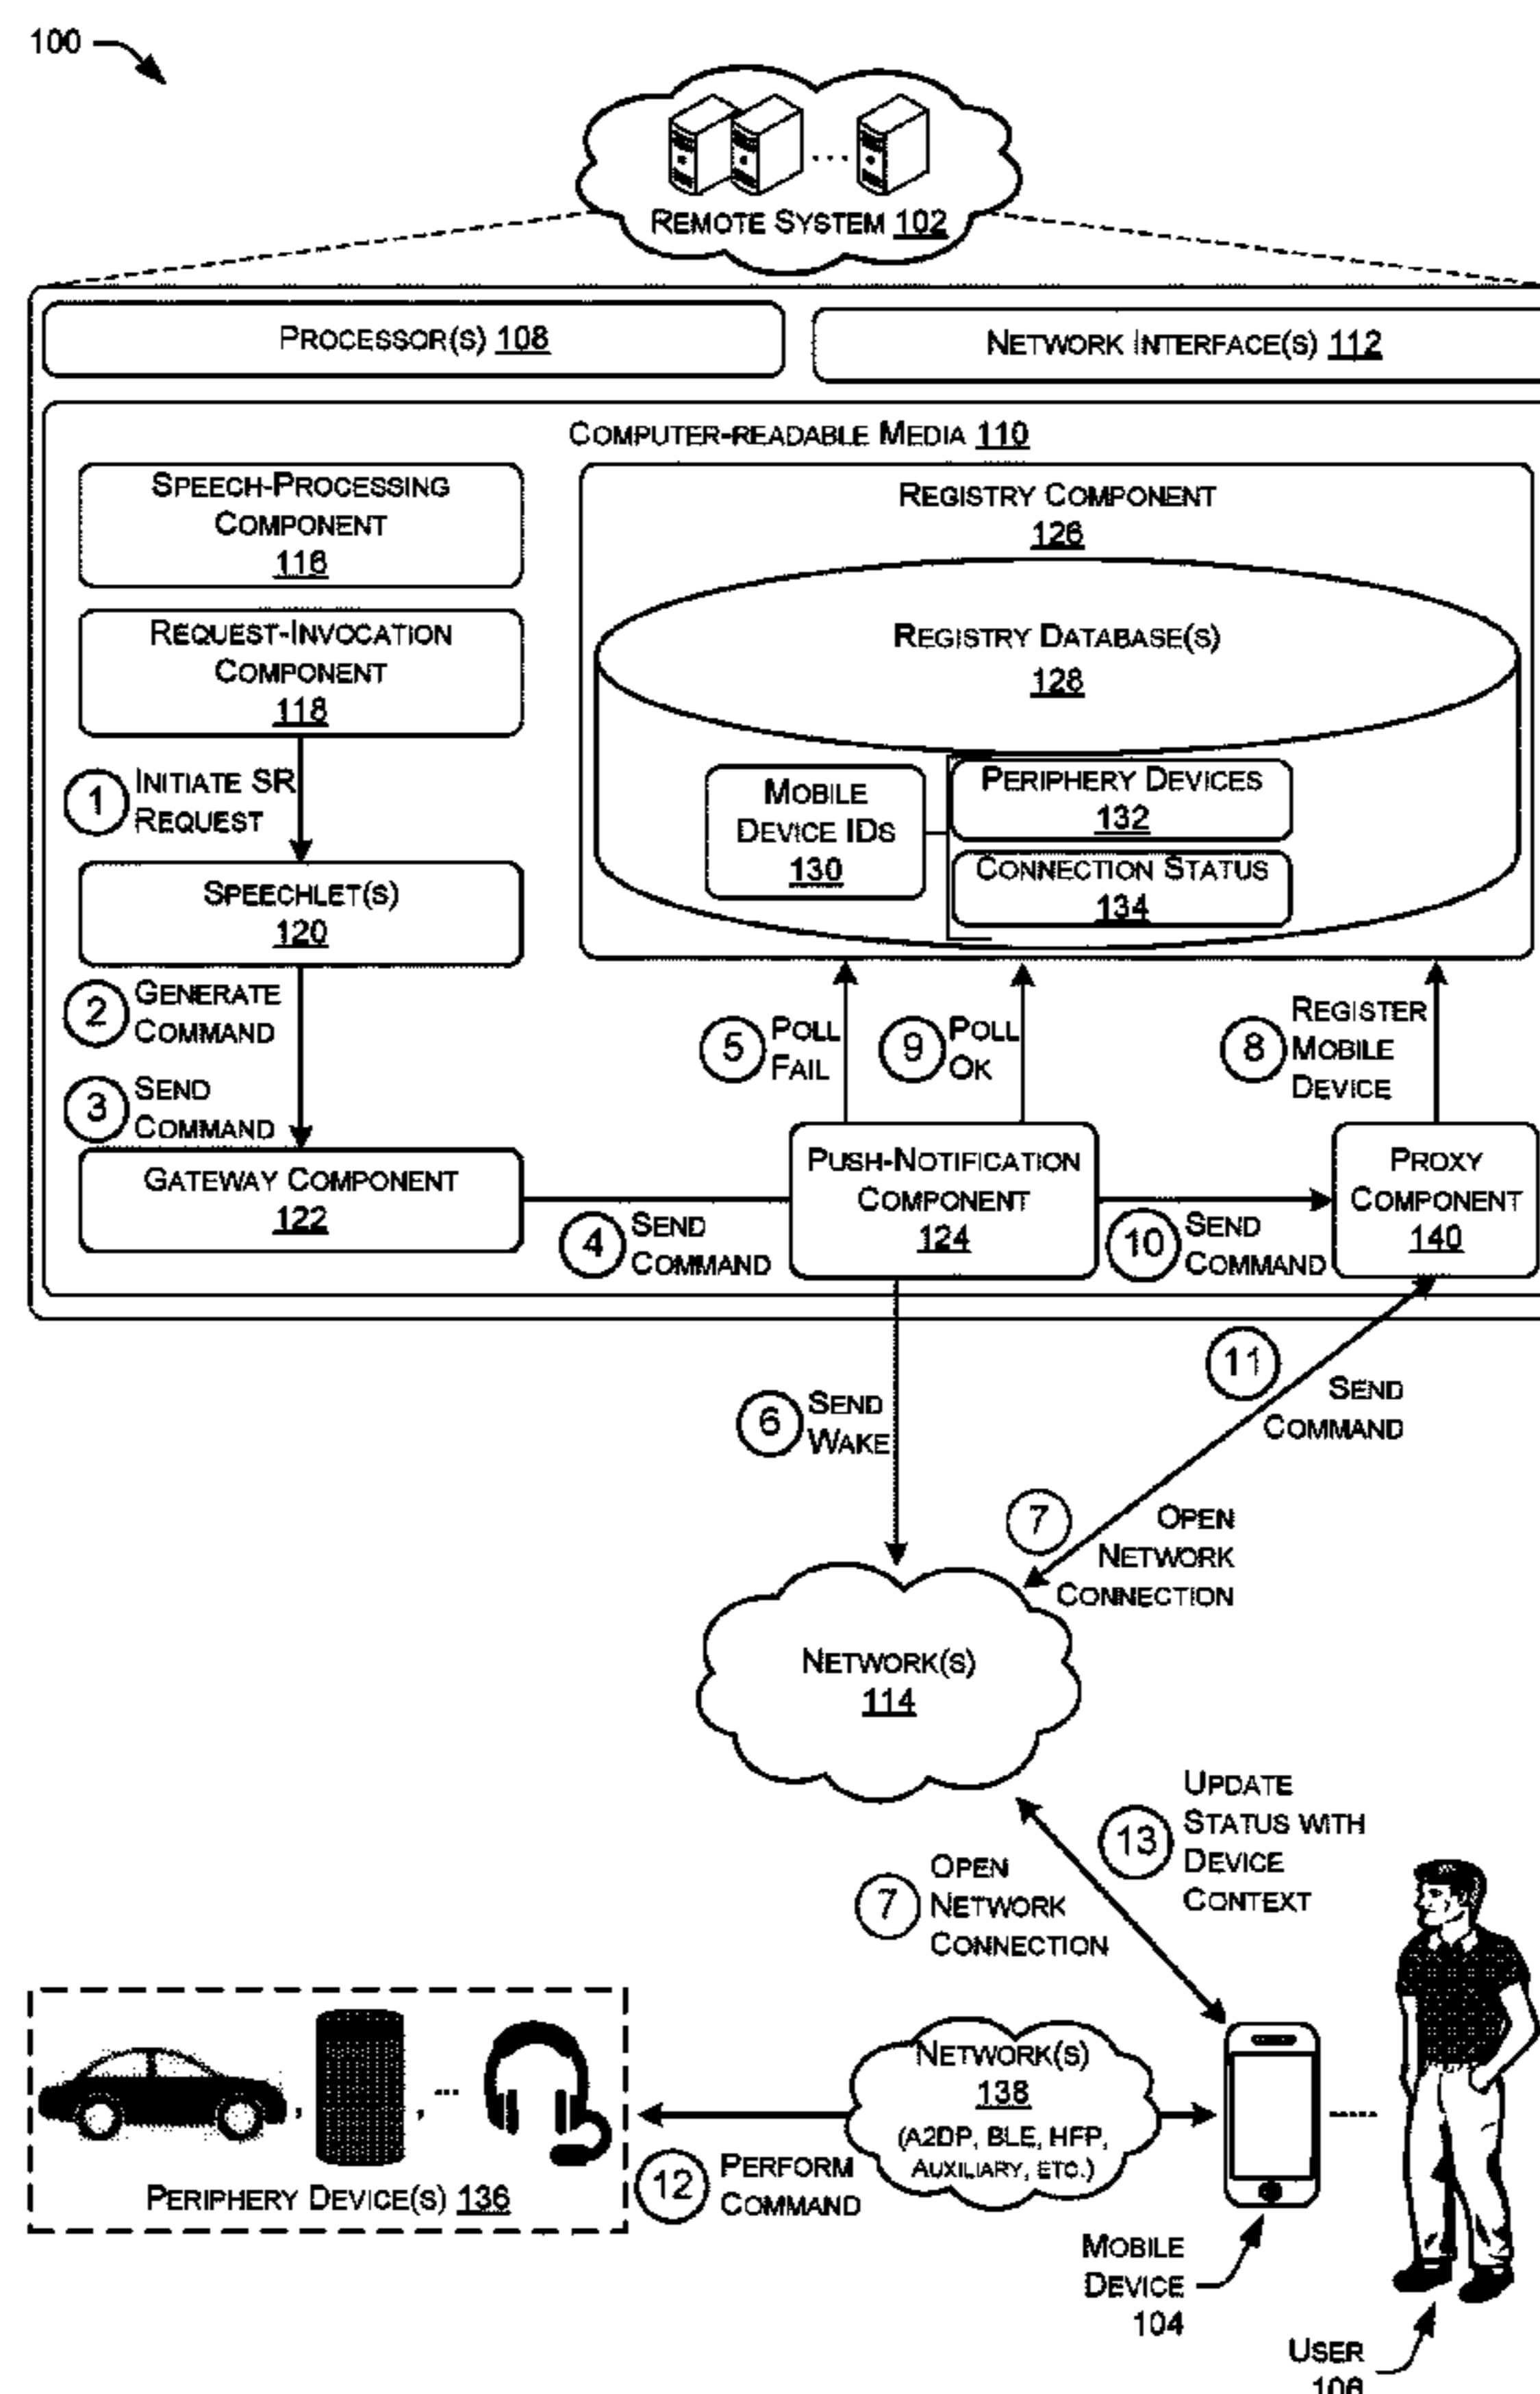 100
REMOTE SYSTEM 102
PROCESSOR(S) 108
NETWORK INTERFACE(S) 112
COMPUTER-READABLE MEDIA 110
SPEECH-PROCESSING
COMPONENT
116
REQUEST-INVOCATION
COMPONENT
118
1
INITIATE SR
REQUEST
SPEECHLET(S)
120
2
GENERATE
COMMAND
3
SEND
COMMAND
GATEWAY COMPONENT
122
REGISTRY COMPONENT
126
REGISTRY DATABASE(S)
128
MOBILE
DEVICE IDS
130
PERIPHERY DEVICES
132
CONNECTION STATUS
134
5
POLL
FAIL
9
POLL
OK
8
REGISTER
MOBILE
DEVICE
4
SEND
COMMAND
PUSH-NOTIFICATION
COMPONENT
124
10
SEND
COMMAND
PROXY
COMPONENT
140
6
SEND
WAKE
11
SEND
COMMAND
7
OPEN
NETWORK
CONNECTION
NETWORK(S)
114
13
UPDATE
STATUS WITH
DEVICE
CONTEXT
7
OPEN
NETWORK
CONNECTION
, , ...
PERIPHERY DEVICE(S) 136
12
PERFORM
COMMAND
NETWORK(S)
138
(A2DP, BLE, HFP,
AUXILIARY, ETC.)
MOBILE
DEVICE
104
USER
106